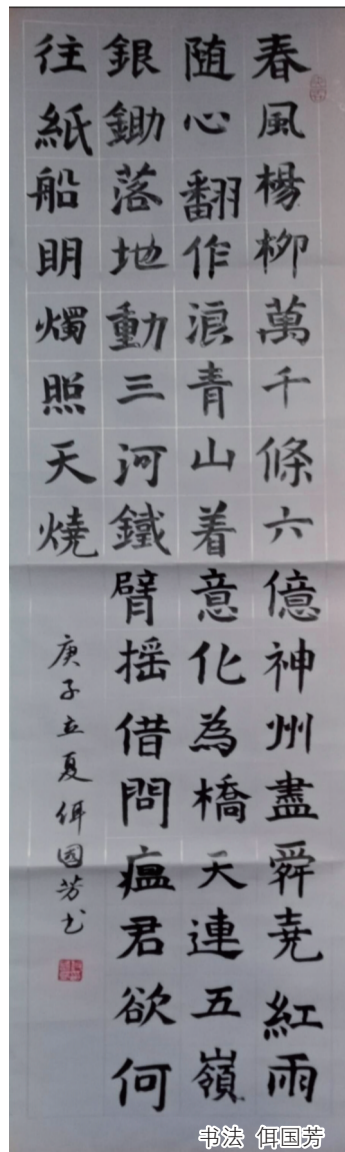 春風楊柳萬千條六億神州盡舜尭紅雨
随心翻作浪青山着意化為橋天連五嶺
銀鋤落地動三河鐵臂摇借問瘟君欲何
往紙船明燭照天燒
庚子立夏佴國芳书
书法 佴国芳